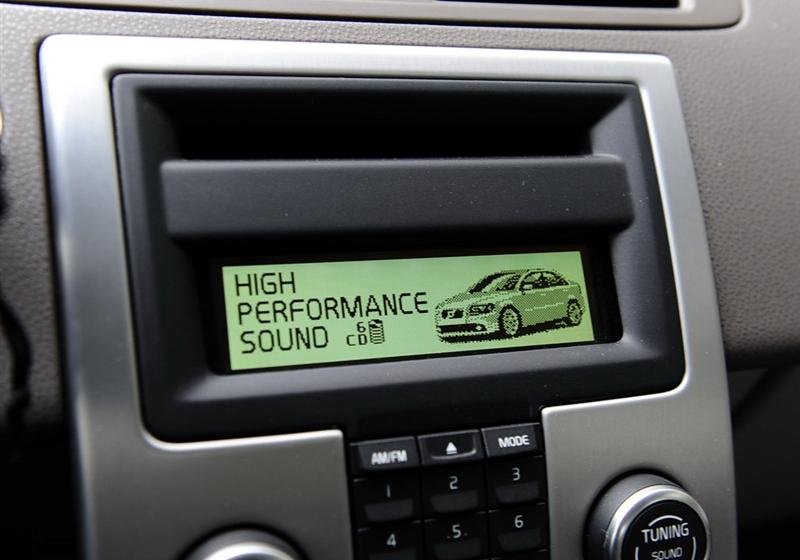 HIGH
PERFORMANCE
SOUND 6
CD
AM/FM MODE
1 2 3
4 .5. 6
TUNING
SOUND